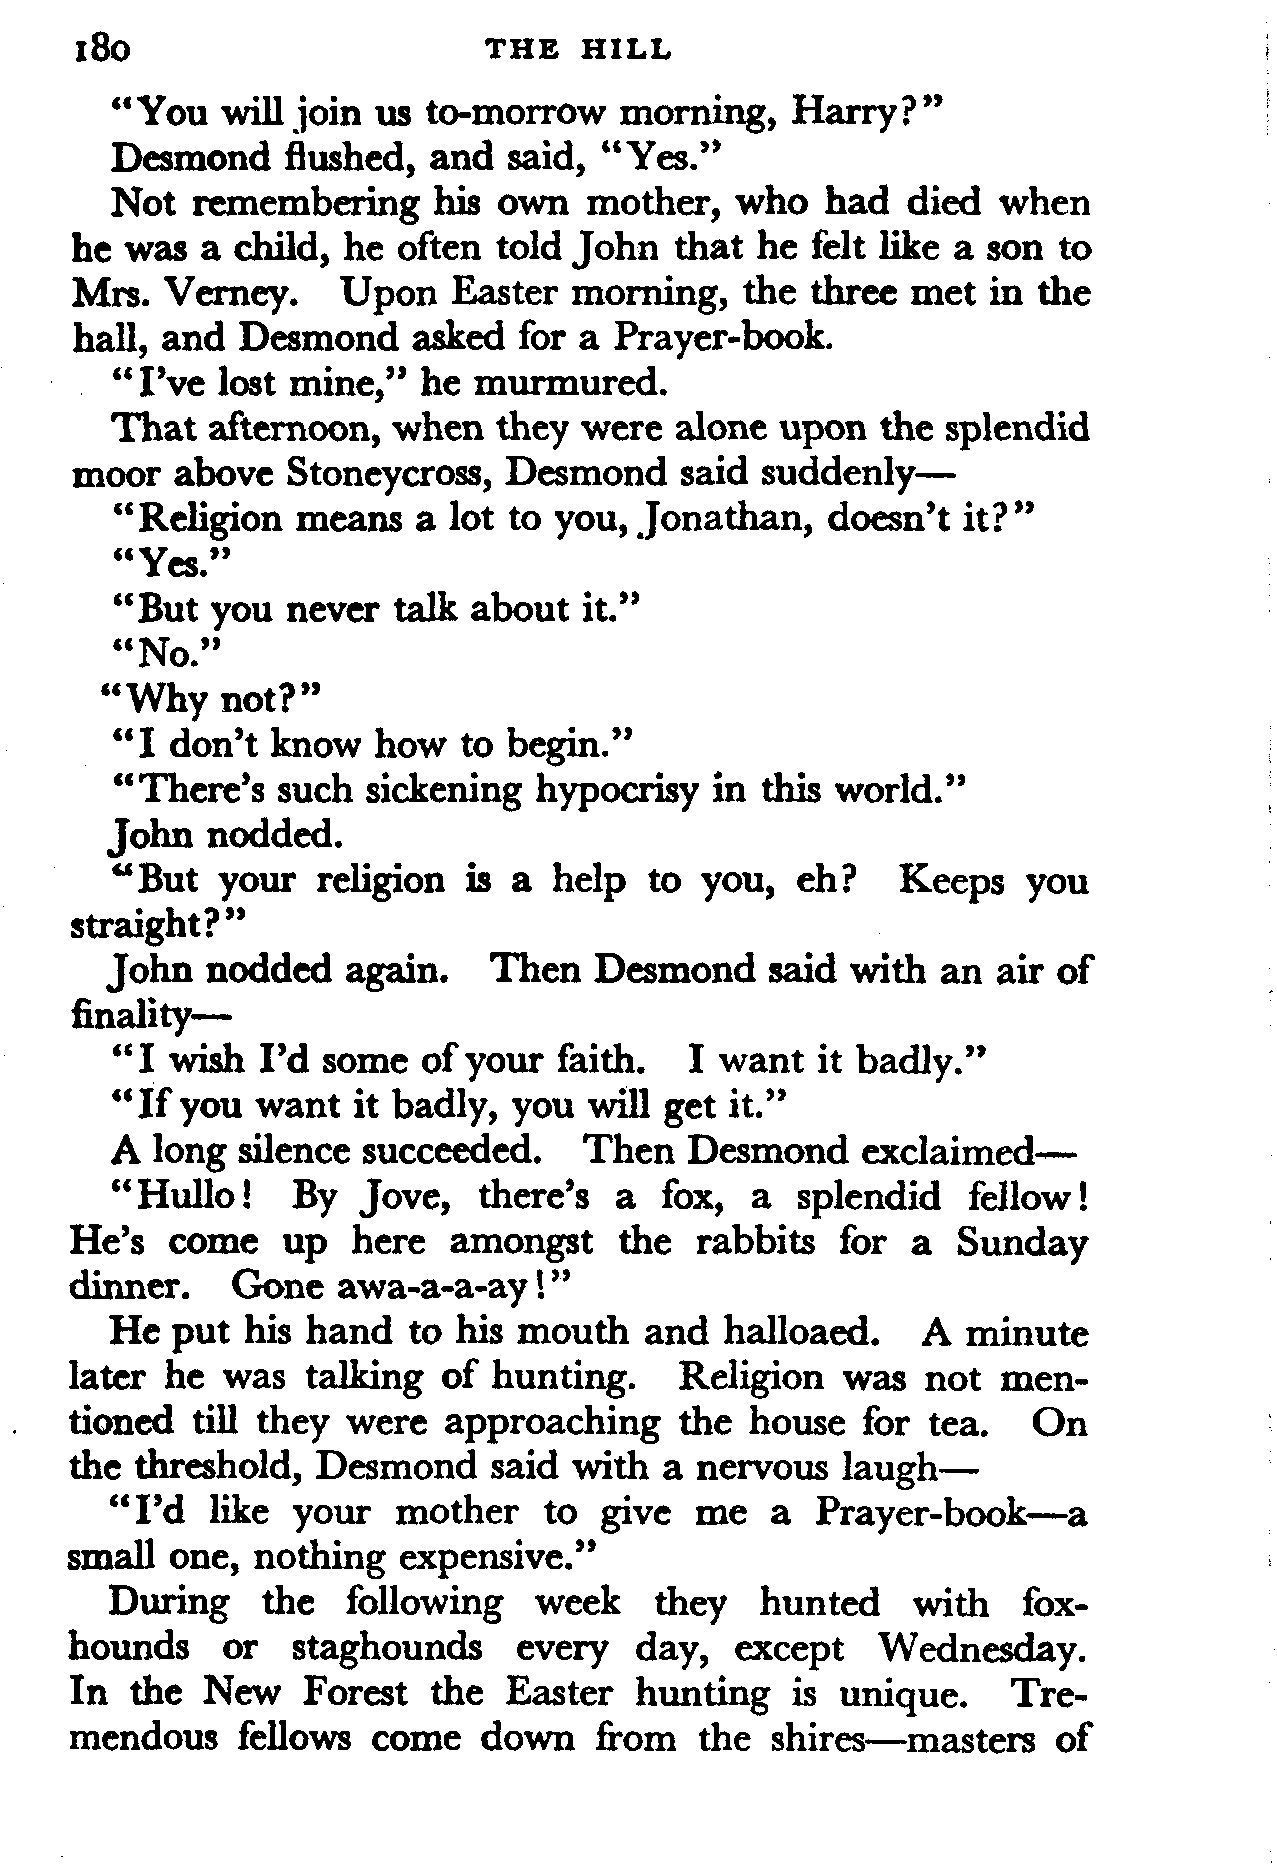 180 THE HILL
"You will join us to-morrow morning, Harry?"
Desmond flushed, and said, "Yes."
Not remembering his own mother, who had died when
he was a child, he often told John that he felt like a son to
Mrs. Verney. Upon Easter morning, the three met in the
hall, and Desmond asked for a Prayer-book.
"I've lost mine," he murmured.
That afternoon, when they were alone upon the splendid
moor above Stoneycross, Desmond said suddenly—
"Religion means a lot to you, Jonathan, doesn't it?"
"Yes."
"But you never talk about it."
"No."
"Why not?"
"I don't know how to begin."
"There's such sickening hypocrisy in this world."
John nodded.
"But your religion is a help to you, eh? Keeps you
straight?"
John nodded again. Then Desmond said with an air of
finality—
"I wish I'd some of your faith. I want it badly."
"If you want it badly, you will get it."
A long silence succeeded. Then Desmond exclaimed—
"Hullo! By Jove, there's a fox, a splendid fellow!
He's come up here amongst the rabbits for a Sunday
dinner. Gone awa-a-a-ay!"
He put his hand to his mouth and halloaed. A minute
later he was talking of hunting. Religion was not men-
tioned till they were approaching the house for tea. On
the threshold, Desmond said with a nervous laugh—
"I'd like your mother to give me a Prayer-book—a
small one, nothing expensive."
During the following week they hunted with fox-
hounds or staghounds every day, except Wednesday.
In the New Forest the Easter hunting is unique. Tre-
mendous fellows come down from the shires—masters of